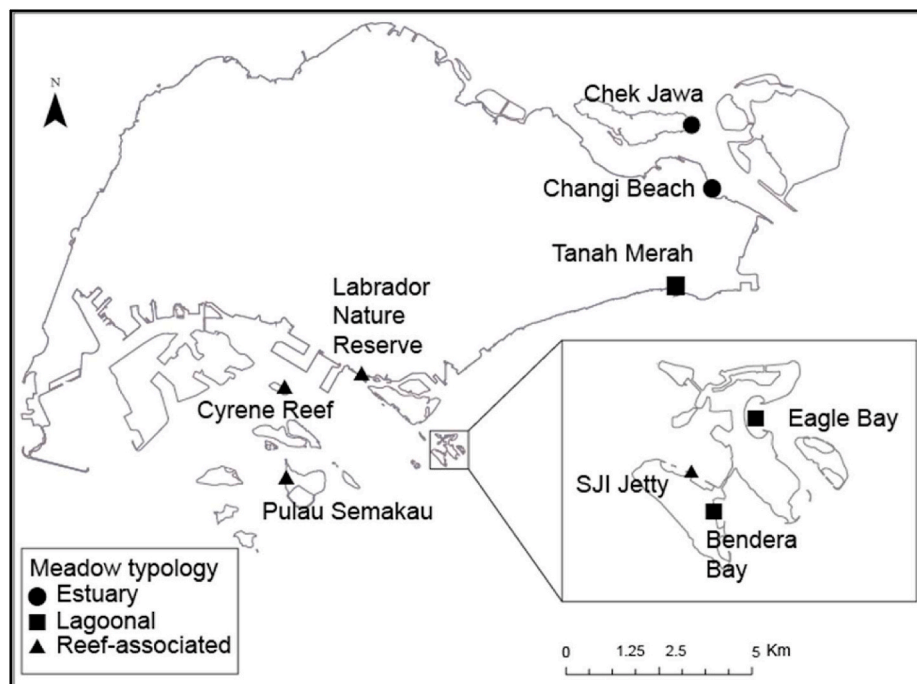 N
Chek Jawa
Changi Beach
Tanah Merah
Labrador
Nature
Reserve
Cyrene Reef
Pulau Semakau
Eagle Bay
SJI Jetty
Bendera
Bay
Meadow typology
Estuary
Lagoonal
Reef-associated
0 1.25 2.5 5 Km